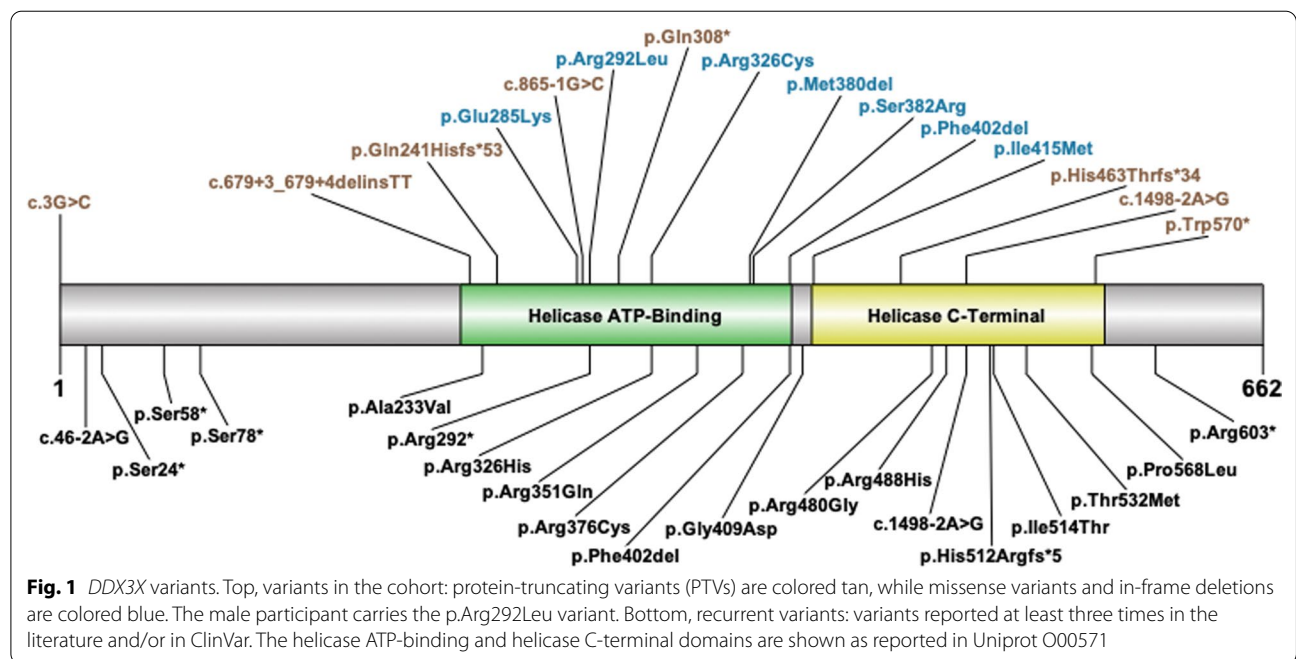 p.Gln308*
p.Arg292Leu
p.Arg326Cys
c.865-1G>C
p.Met380del
p.Glu285Lys
p.Ser382Arg
p.Phe402del
p.Gln241Hisfs*53
p.Ile415Met
c.679+3_679+4delinsTT
p.His463Thrfs*34
c.3G>C
c.1498-2A>G
p.Trp570*
Helicase ATP-Binding
Helicase C-Terminal
1
662
p.Ala233Val
p.Ser58*
c.46-2A>G
p.Ser78*
p.Arg292*
p.Arg603*
p.Ser24*
p.Arg326His
p.Pro568Leu
p.Arg488His
p.Arg351Gln
p.Arg480Gly
p.Thr532Met
p.Arg376Cys
p.Gly409Asp
c.1498-2A>G
p.Ile514Thr
p.Phe402del
p.His512Argfs*5
Fig. 1 DDX3X variants. Top, variants in the cohort: protein-truncating variants (PTVs) are colored tan, while missense variants and in-frame deletions
are colored blue. The male participant carries the p.Arg292Leu variant. Bottom, recurrent variants: variants reported at least three times in the
literature and/or in ClinVar. The helicase ATP-binding and helicase C-terminal domains are shown as reported in Uniprot O00571